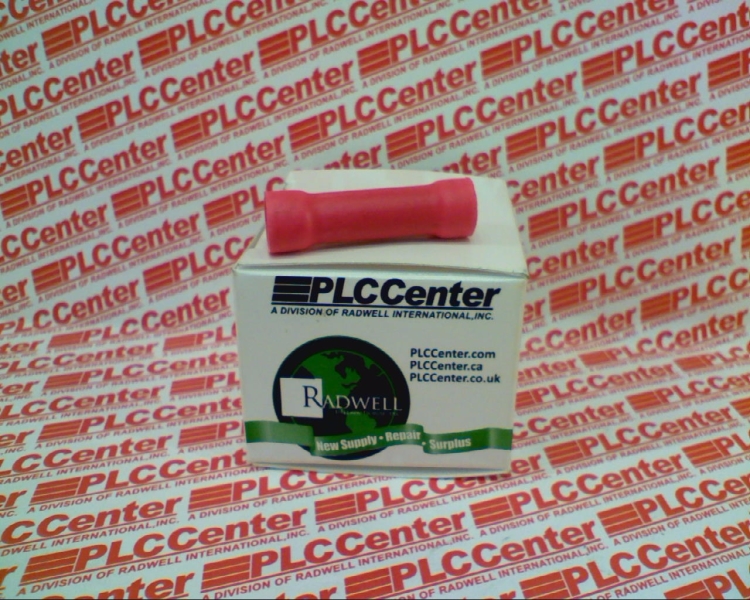 PLCCenter
A DIVISION OF RADWELL INTERNATIONAL, INC.
PLCCenter.com
PLCCenter.ca
PLCCenter.co.uk
RADWELL
New Supply • Repair • Surplus